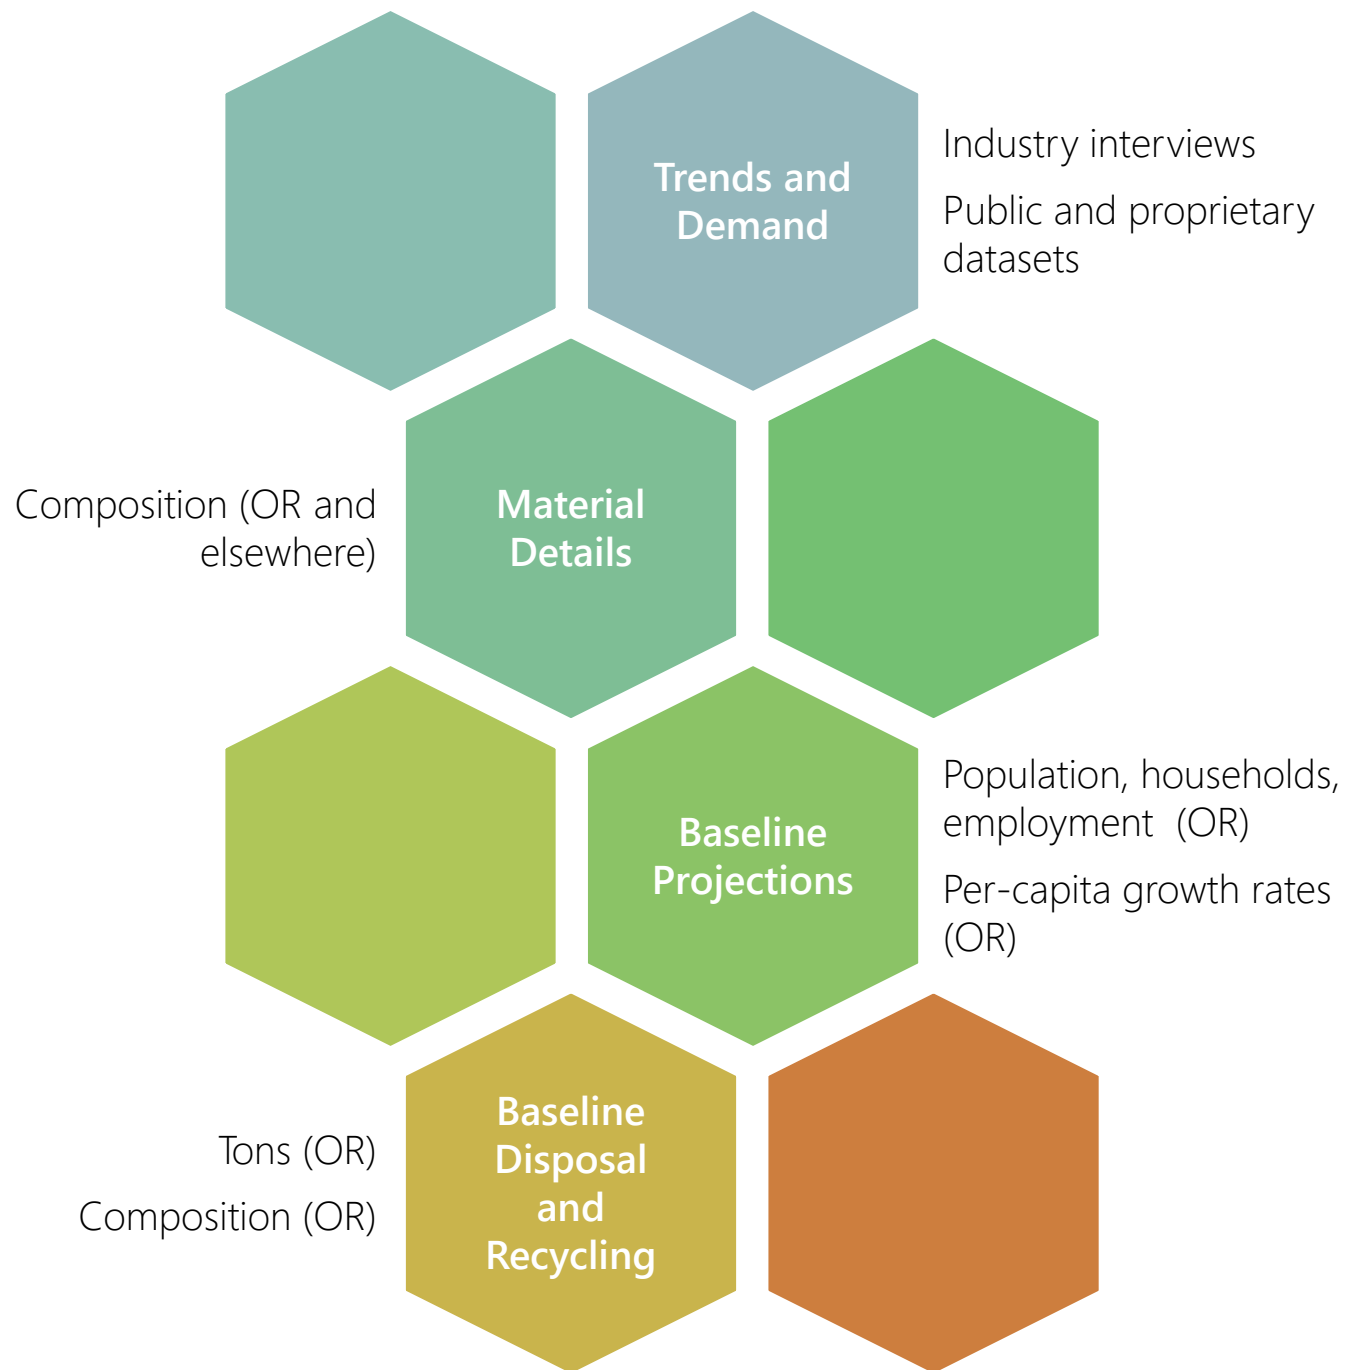 Trends and
Demand
Industry interviews
Public and proprietary
datasets
Composition (OR and
elsewhere)
Material
Details
Baseline
Projections
Population, households,
employment  (OR)
Per-capita growth rates
(OR)
Tons (OR)
Composition (OR)
Baseline
Disposal
and
Recycling